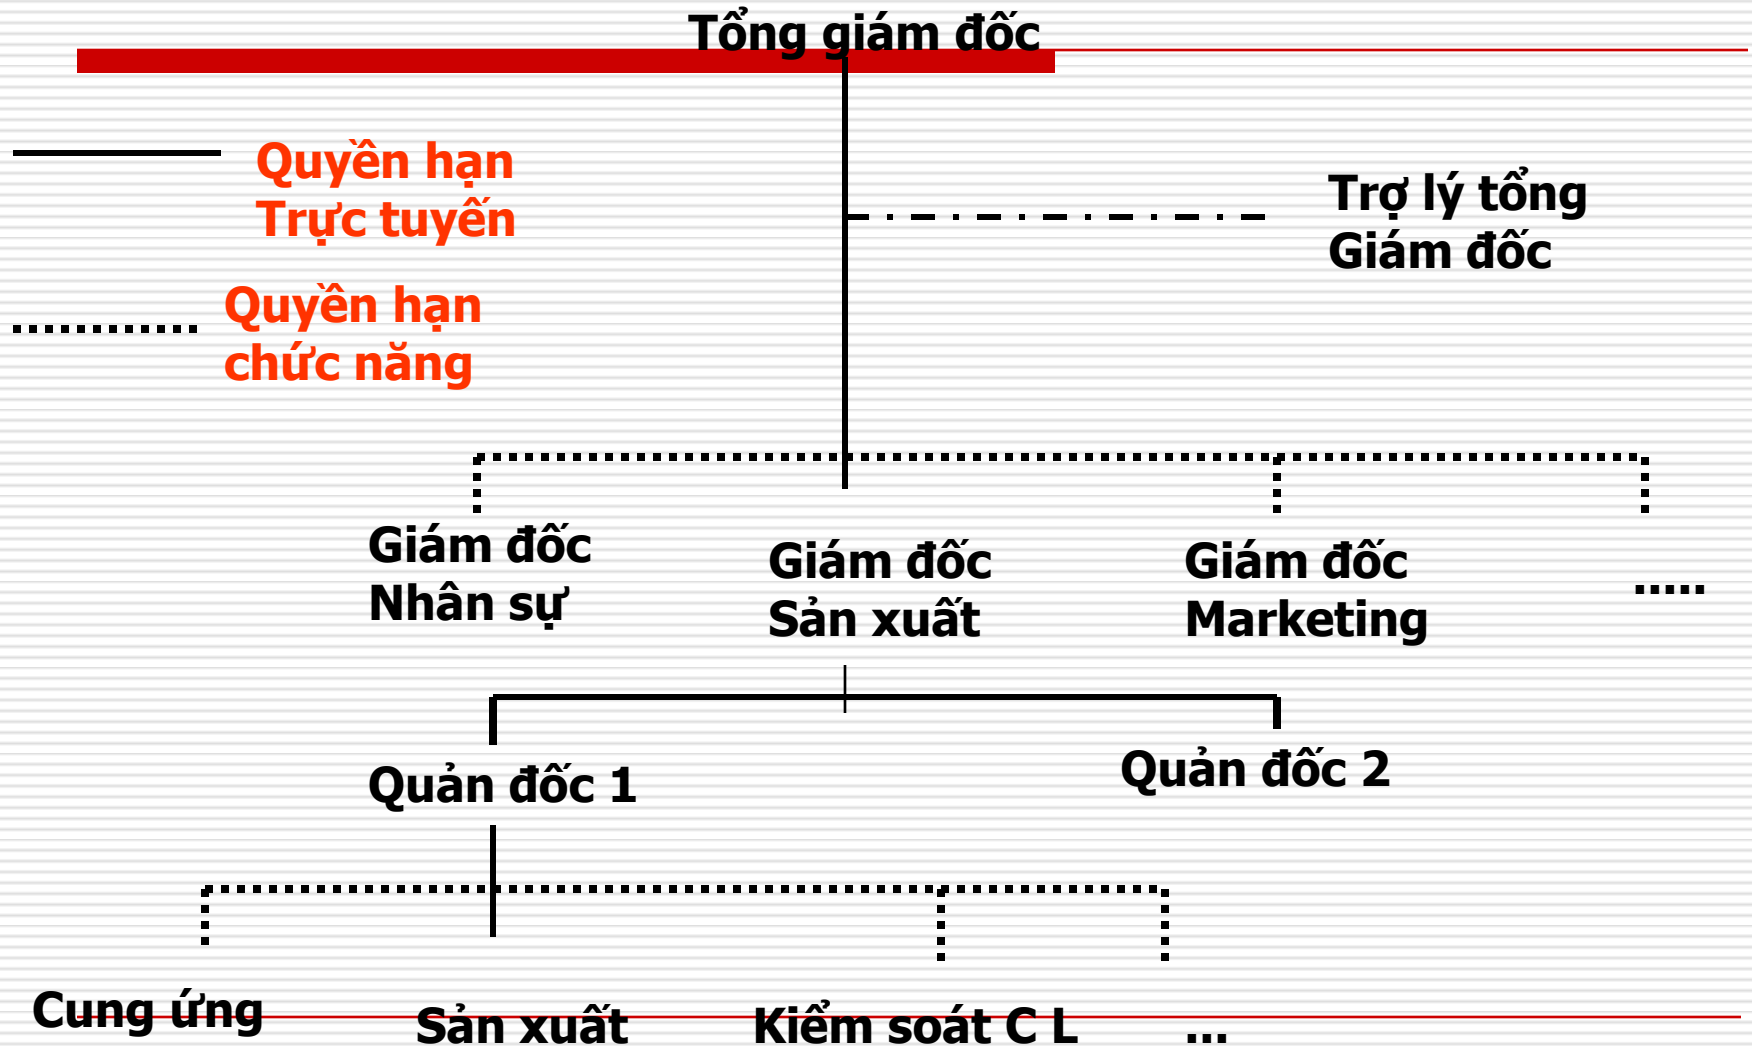 Tổng giám đốc
Quyền hạn
Trực tuyến
Trợ lý tổng
Giám đốc
Quyền hạn
chức năng
Giám đốc
Nhân sự
Giám đốc
Sản xuất
Giám đốc
Marketing
.....
Quản đốc 1
Quản đốc 2
Cung ứng
Sản xuất
Kiểm soát C L
...